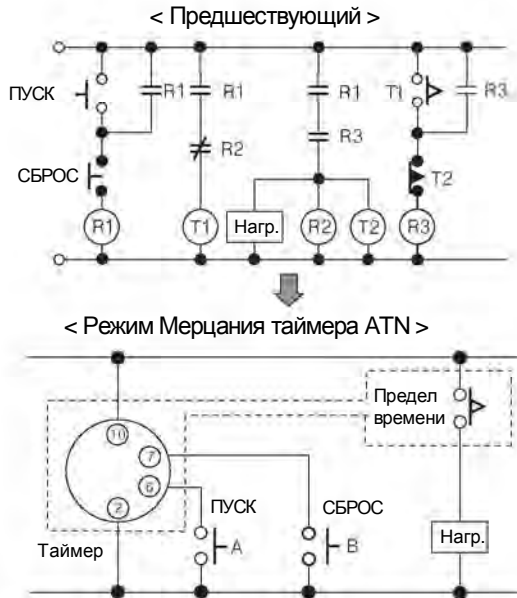 < Предшествующий >
ПУСК
R1
R1
R1
T1
R3
R2
R3
СБРОС
T2
R1
T1
Нагр.
R2
T2
R3
< Режим Мерцания таймера ATN >
Предел
времени
10
7
6
2
ПУСК
СБРОС
A
B
Нагр.
Таймер